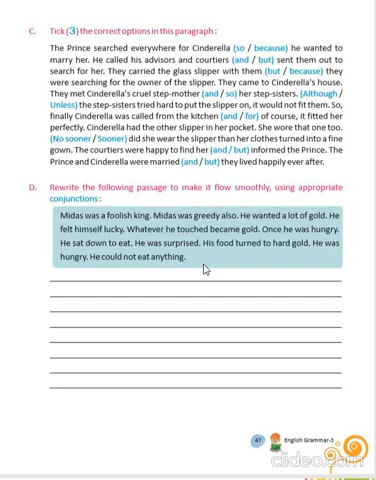 C. Tick (3) the correct options in this paragraph :
The Prince searched everywhere for Cinderella (so / because) he wanted to
marry her. He called his advisors and courtiers (and / but) sent them out to
search for her. They carried the glass slipper with them (but / because) they
were searching for the owner of the slipper. They came to Cinderella's house.
They met Cinderella's cruel step-mother (and / so) her step-sisters. (Although /
Unless) the step-sisters tried hard to put the slipper on, it would not fit them. So,
finally Cinderella was called from the kitchen (and / for) of course, it fitted her
perfectly. Cinderella had the other slipper in her pocket. She wore that one too.
(No sooner / Sooner) did she wear the slipper than her clothes turned into a fine
gown. The courtiers were happy to find her (and / but) informed the Prince. The
Prince and Cinderella were married (and / but) they lived happily ever after.
D. Rewrite the following passage to make it flow smoothly, using appropriate
conjunctions :
Midas was a foolish king. Midas was greedy also. He wanted a lot of gold. He
felt himself lucky. Whatever he touched became gold. Once he was hungry.
He sat down to eat. He was surprised. His food turned to hard gold. He was
hungry. He could not eat anything.
47 English Grammar-3
clideo.com